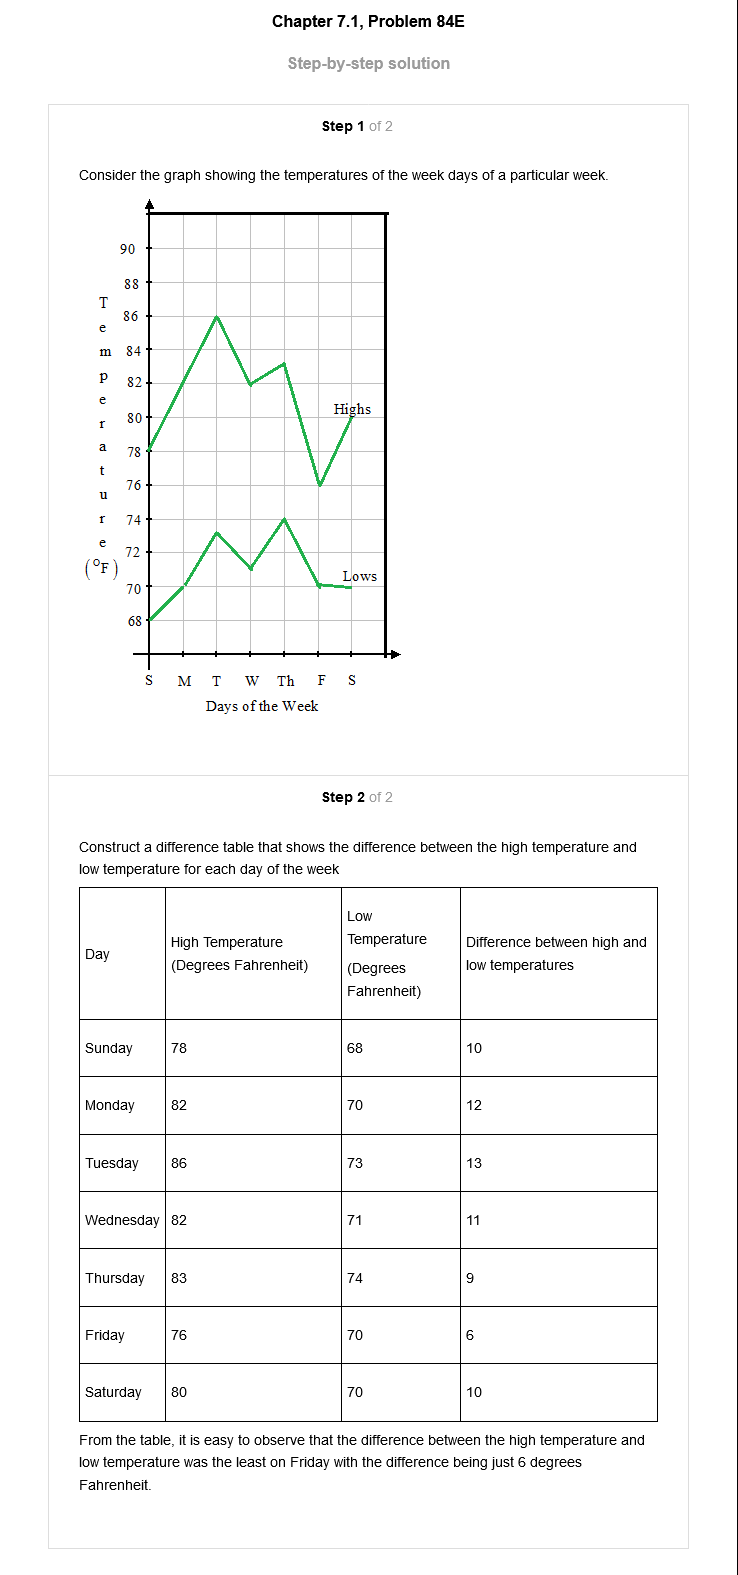 Chapter 7.1, Problem 84E
Step-by-step solution
Step 1 of 2
Consider the graph showing the temperatures of the week days of a particular week.
90
88
86
84
82
80
78
76
74
72
70
68
Temperature
(°F)
Highs
Lows
S M T W Th F S
Days of the Week
Step 2 of 2
Construct a difference table that shows the difference between the high temperature and
low temperature for each day of the week
Day
High Temperature
(Degrees Fahrenheit)
Low
Temperature
(Degrees
Fahrenheit)
Difference between high and
low temperatures
Sunday 78 68 10
Monday 82 70 12
Tuesday 86 73 13
Wednesday 82 71 11
Thursday 83 74 9
Friday 76 70 6
Saturday 80 70 10
From the table, it is easy to observe that the difference between the high temperature and
low temperature was the least on Friday with the difference being just 6 degrees
Fahrenheit.